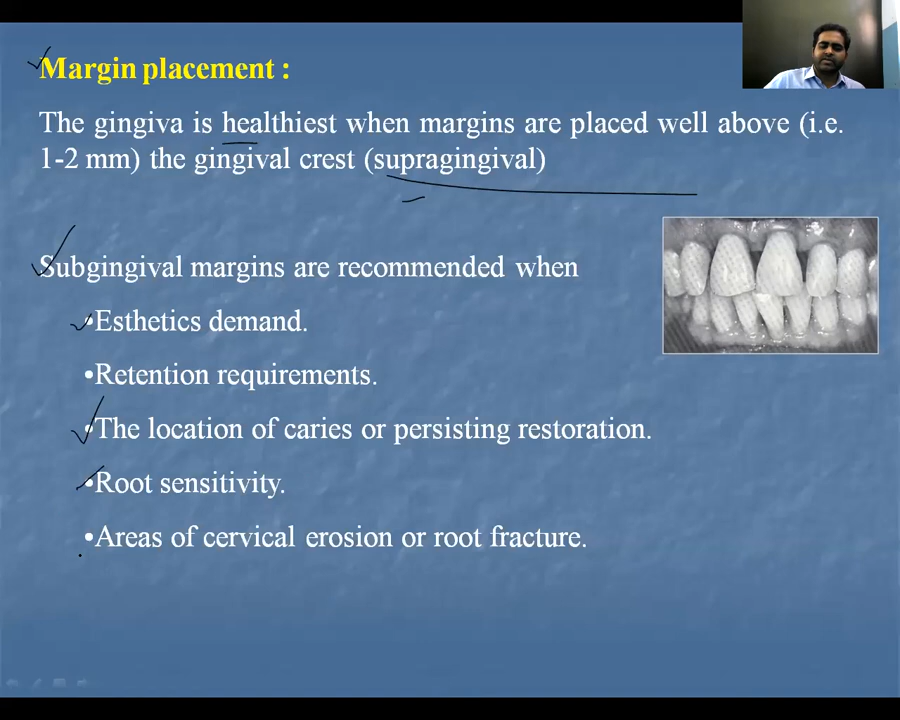 Margin placement :
The gingiva is healthiest when margins are placed well above (i.e.
1-2 mm) the gingival crest (supragingival)
Subgingival margins are recommended when
•Esthetics demand.
•Retention requirements.
•The location of caries or persisting restoration.
•Root sensitivity.
•Areas of cervical erosion or root fracture.